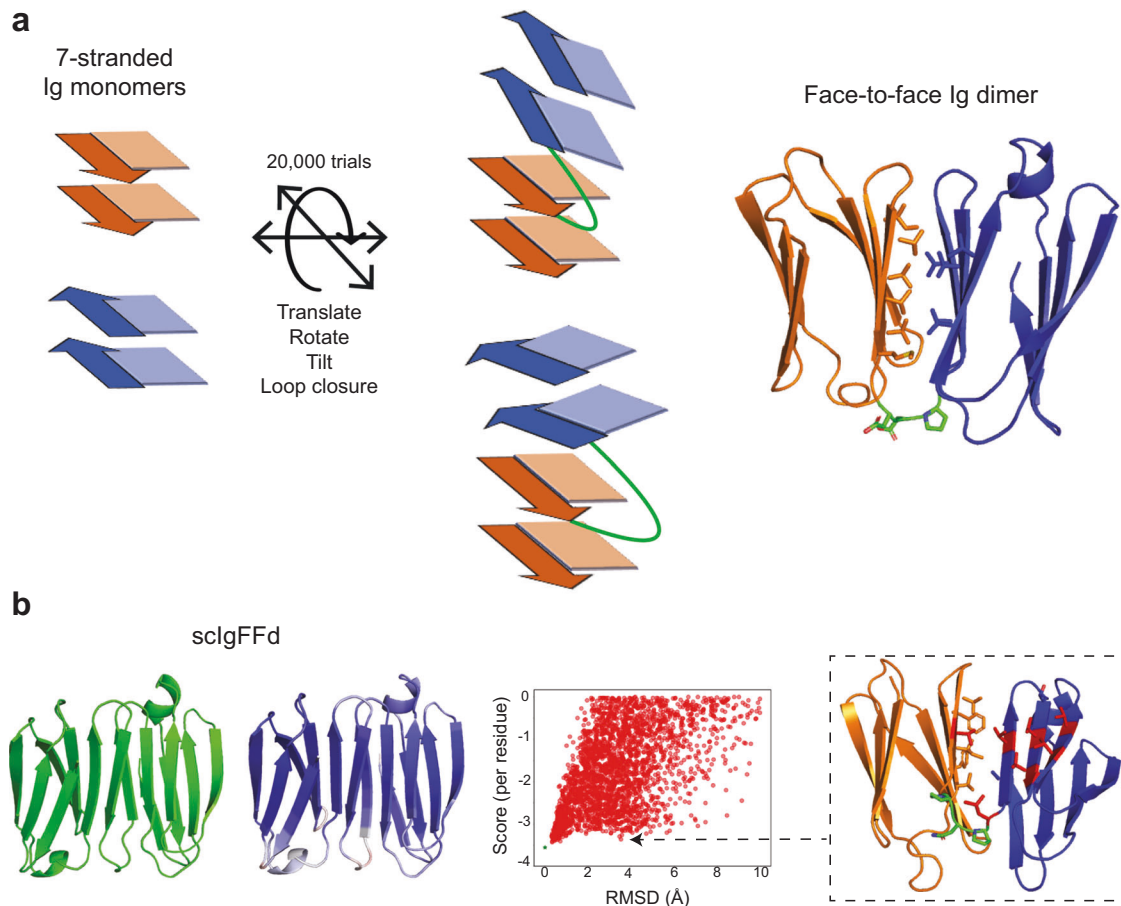 a
7-stranded
Ig monomers
20,000 trials
Translate
Rotate
Tilt
Loop closure
Face-to-face Ig dimer
b
scIgFFd
Score (per residue)
0
-1
-2
-3
-4
0 2 4 6 8 10
RMSD (Å)